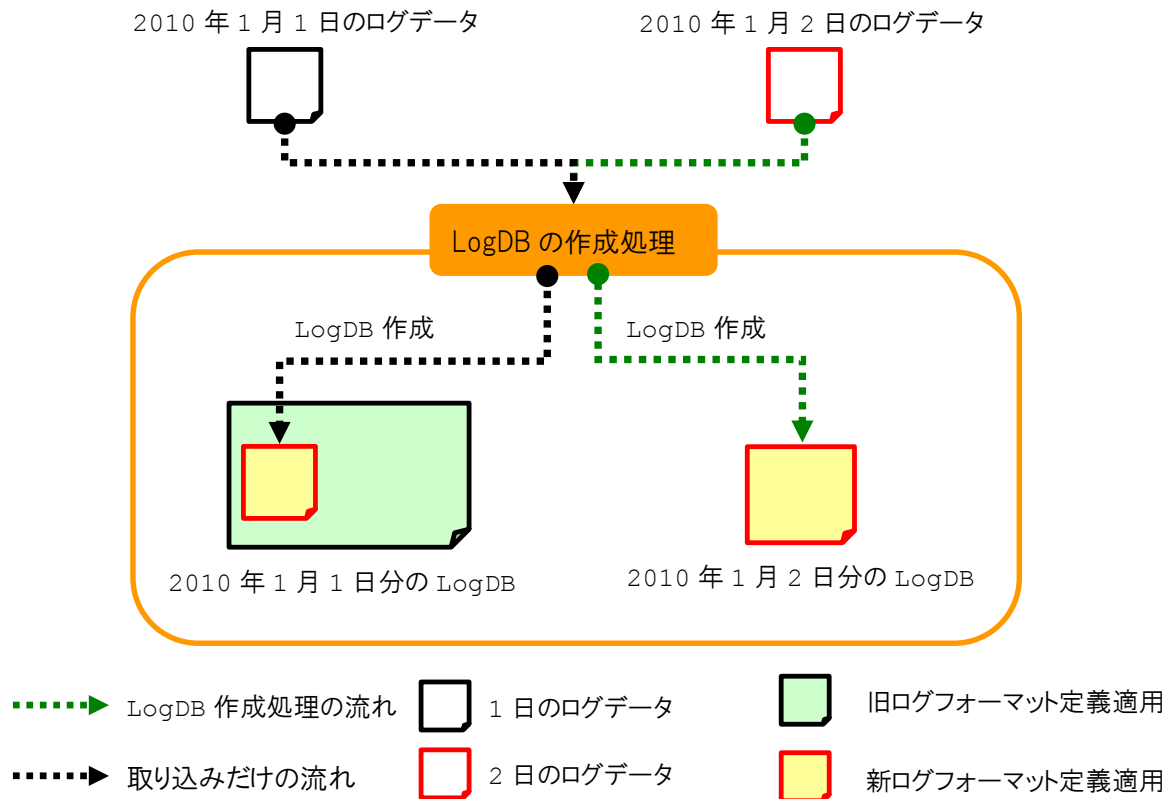 2010 年 1 月 1 日のログデータ
2010 年 1 月 2 日のログデータ
LogDB の作成処理
LogDB 作成
LogDB 作成
2010 年 1 月 1 日分の LogDB
2010 年 1 月 2 日分の LogDB
LogDB 作成処理の流れ
1 日のログデータ
旧ログフォーマット定義適用
取り込みだけの流れ
2 日のログデータ
新ログフォーマット定義適用